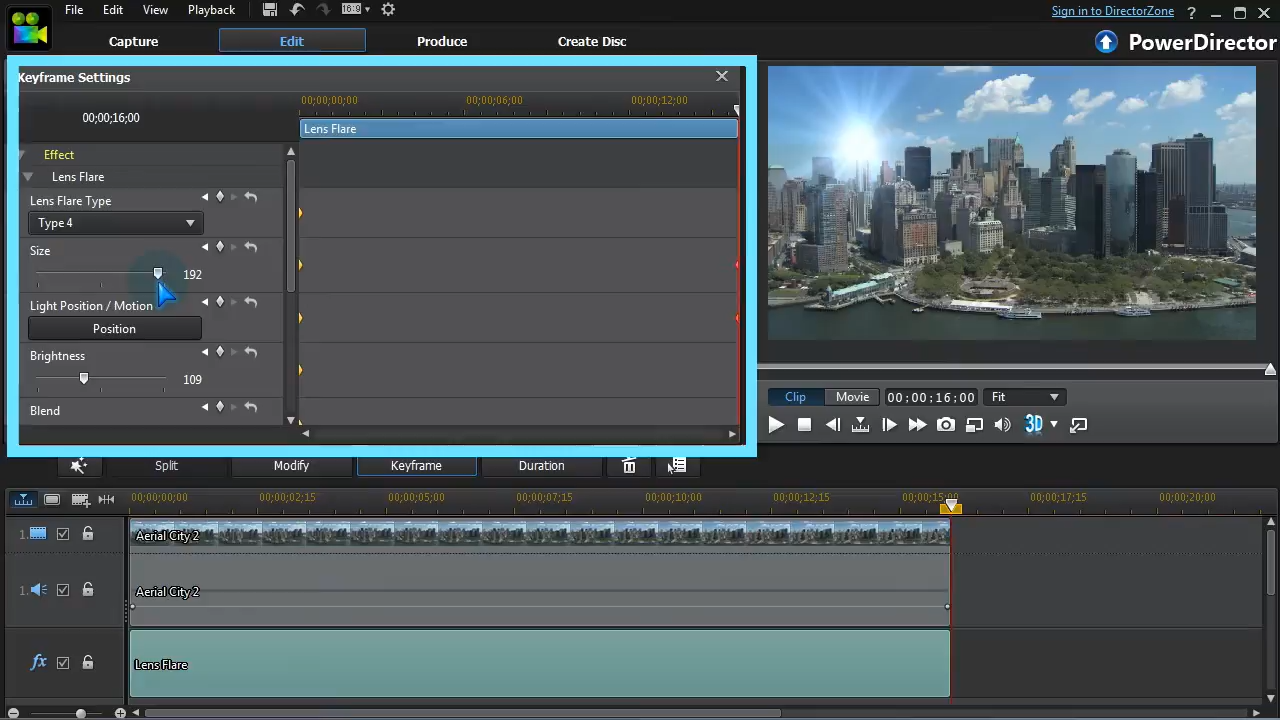 File Edit View Playback 16:9 Sign in to DirectorZone ?
Capture Edit Produce Create Disc PowerDirector
Keyframe Settings
00;00;00;00 00;00;06;00 00;00;12;00
00;00;16;00
Lens Flare
Effect
Lens Flare
Lens Flare Type
Type 4
Size
192
Light Position / Motion
Position
Brightness
109
Blend
Clip Movie 00:00:16:00 Fit
3D
Split Modify Keyframe Duration
00;00;00;00 00;00;02;15 00;00;05;00 00;00;07;15 00;00;10;00 00;00;12;15 00;00;15;00 00;00;17;15 00;00;20;00
1. Aerial City 2
1. Aerial City 2
fx Lens Flare